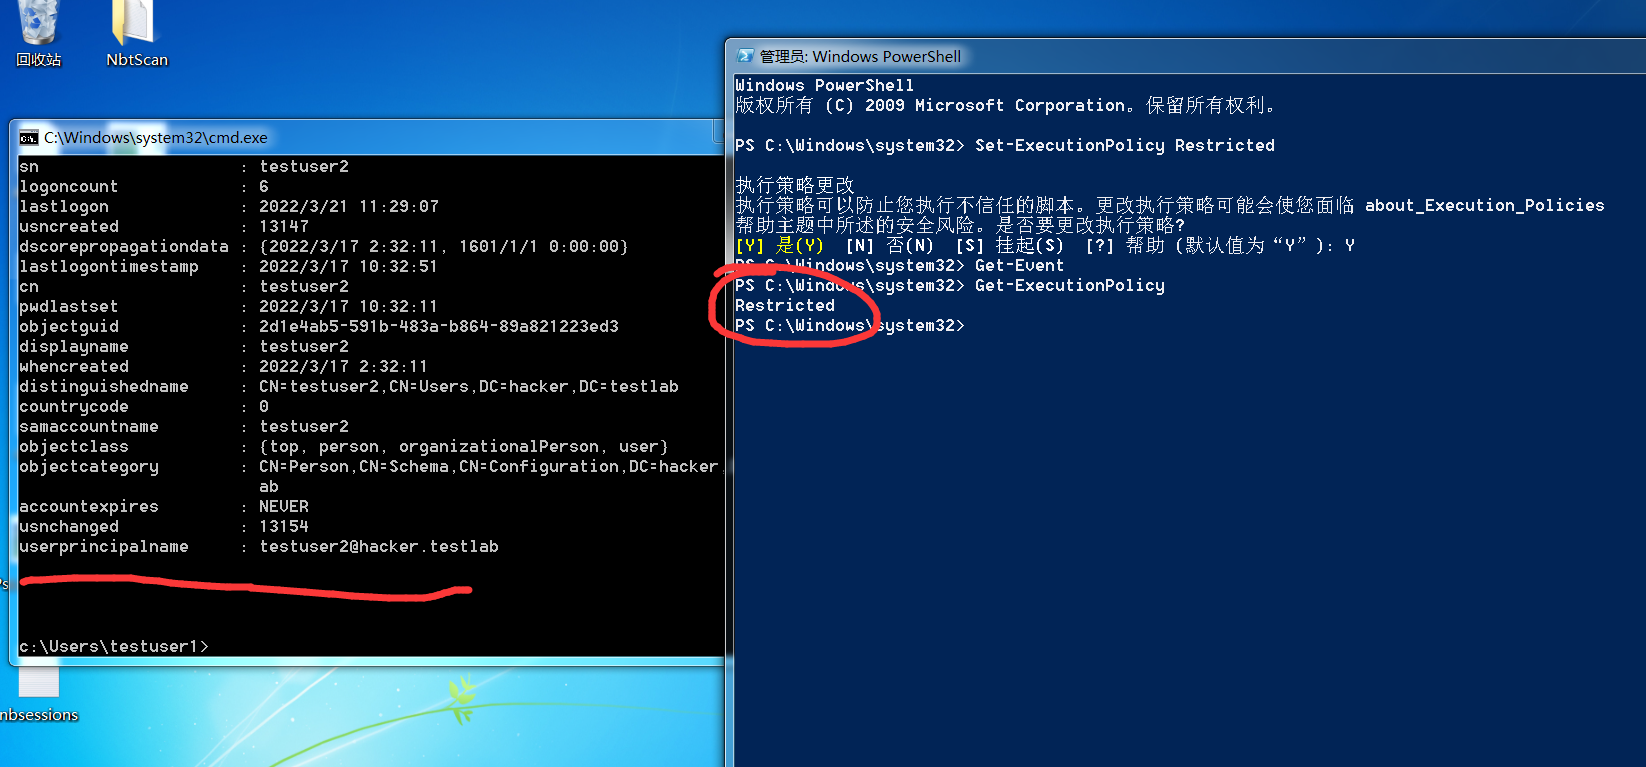 回收站
NbtScan
C:\Windows\system32\cmd.exe
sn : testuser2
logoncount : 6
lastlogon : 2022/3/21 11:29:07
usncreated : 13147
dscorepropagationdata : {2022/3/17 2:32:11, 1601/1/1 0:00:00}
lastlogontimestamp : 2022/3/17 10:32:51
cn : testuser2
pwdlastset : 2022/3/17 10:32:11
objectguid : 2d1e4ab5-591b-483a-b864-89a821223ed3
displayname : testuser2
whencreated : 2022/3/17 2:32:11
distinguishedname : CN=testuser2,CN=Users,DC=hacker,DC=testlab
countrycode : 0
samaccountname : testuser2
objectclass : {top, person, organizationalPerson, user}
objectcategory : CN=Person,CN=Schema,CN=Configuration,DC=hacker,
ab
accountexpires : NEVER
usnchanged : 13154
userprincipalname : testuser2@hacker.testlab
c:\Users\testuser1>
nbsessions
管理员: Windows PowerShell
Windows PowerShell
版权所有 (C) 2009 Microsoft Corporation。保留所有权利。
PS C:\Windows\system32> Set-ExecutionPolicy Restricted
执行策略更改
执行策略可以防止您执行不信任的脚本。更改执行策略可能会使您面临 about_Execution_Policies
帮助主题中所述的安全风险。是否要更改执行策略?
[Y] 是(Y)  [N] 否(N)  [S] 挂起(S)  [?] 帮助 (默认值为“Y”): Y
PS C:\Windows\system32> Get-Event
PS C:\Windows\system32> Get-ExecutionPolicy
Restricted
PS C:\Windows\system32>